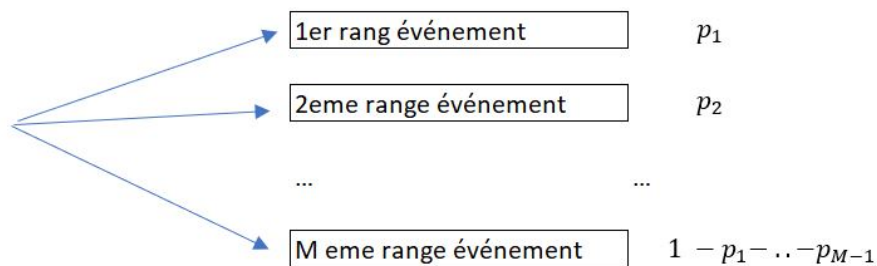 1er rang événement p₁
2eme range événement p₂
... ...
M eme range événement 1 − p₁− . . −p_{M−1}